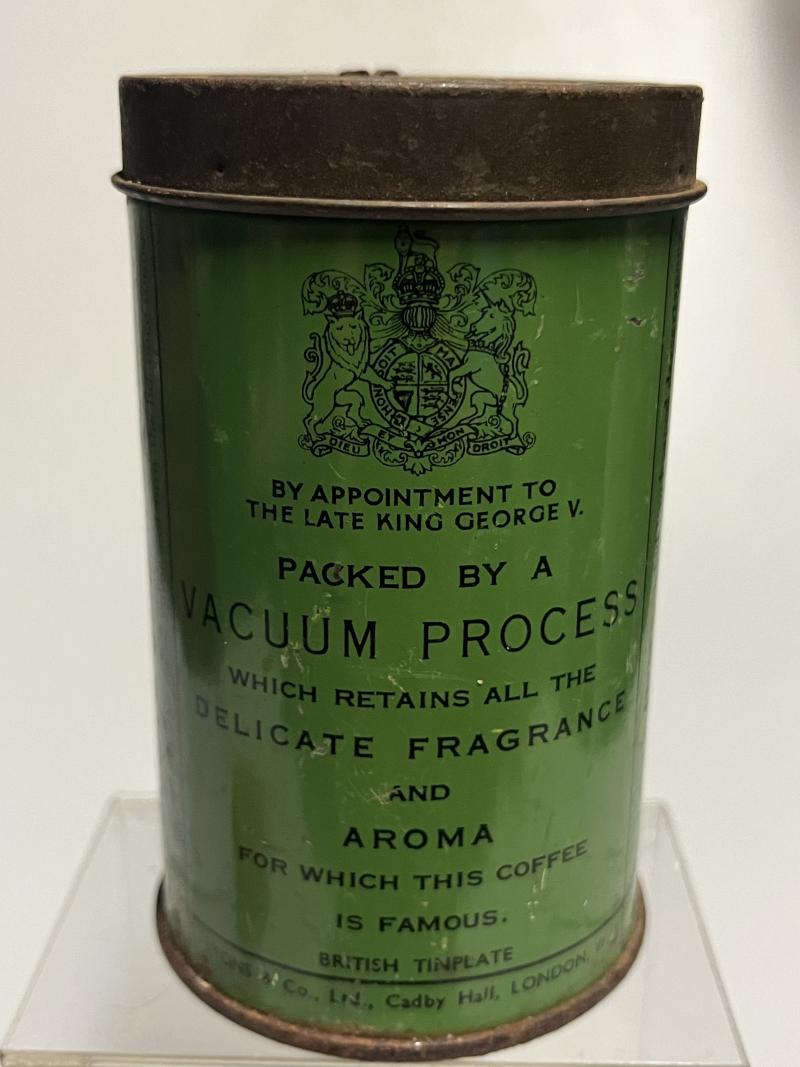 HONI SOIT QUI MAL Y PENSE
DIEU ET MON DROIT
BY APPOINTMENT TO
THE LATE KING GEORGE V.
PACKED BY A
VACUUM PROCESS
WHICH RETAINS ALL THE
DELICATE FRAGRANCE
AND
AROMA
FOR WHICH THIS COFFEE
IS FAMOUS.
BRITISH TINPLATE
& Co., Ltd., Cadby Hall, LONDON,